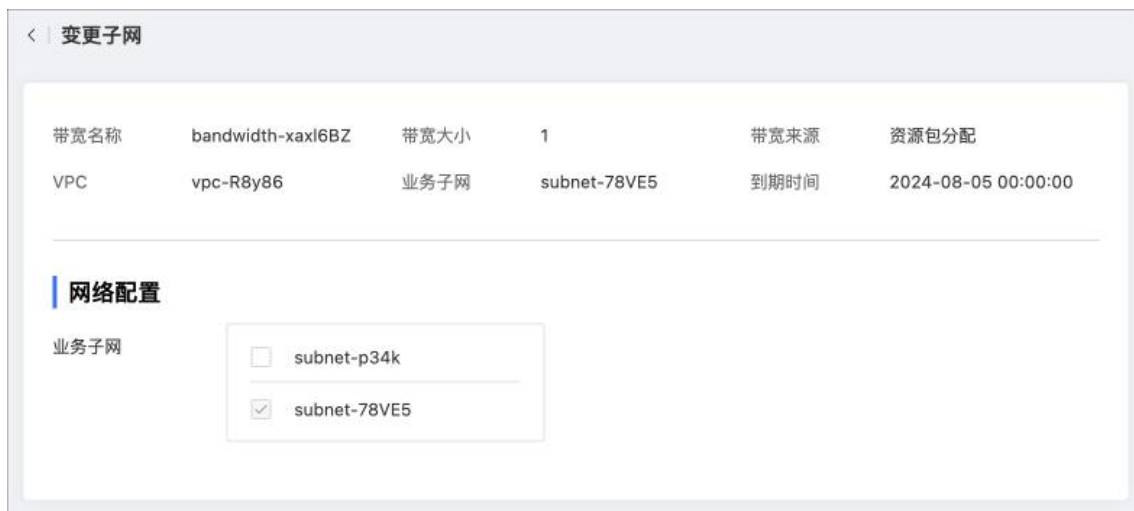 变更子网
带宽名称 bandwidth-xaxl6BZ 带宽大小 1 带宽来源 资源包分配
VPC vpc-R8y86 业务子网 subnet-78VE5 到期时间 2024-08-05 00:00:00
网络配置
业务子网
subnet-p34k
subnet-78VE5